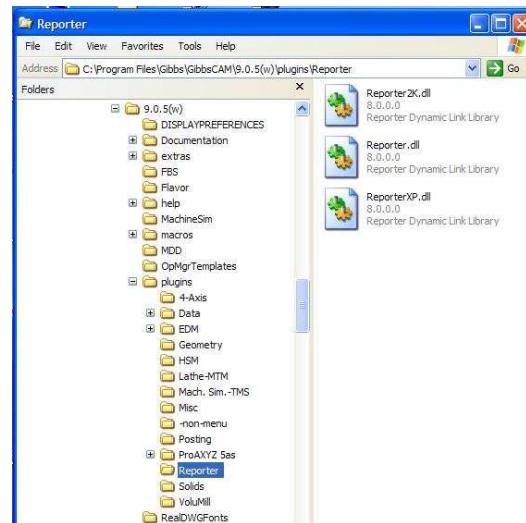 Reporter
File Edit View Favorites Tools Help
Address C:\Program Files\Gibbs\GibbsCAM\9.0.5(w)\plugins\Reporter Go
Folders
9.0.5(w)
DISPLAYPREFERENCES
Documentation
extras
FBS
Flavor
help
MachineSim
macros
MDD
OpMgrTemplates
plugins
4-Axis
Data
EDM
Geometry
HSM
Lathe-MTM
Mach. Sim.-TMS
Misc
-non-menu
Posting
ProAXYZ 5as
Reporter
Solids
VoluMill
RealDWGFonts
Reporter2K.dll
8.0.0.0
Reporter Dynamic Link Library
Reporter.dll
8.0.0.0
Reporter Dynamic Link Library
ReporterXP.dll
8.0.0.0
Reporter Dynamic Link Library